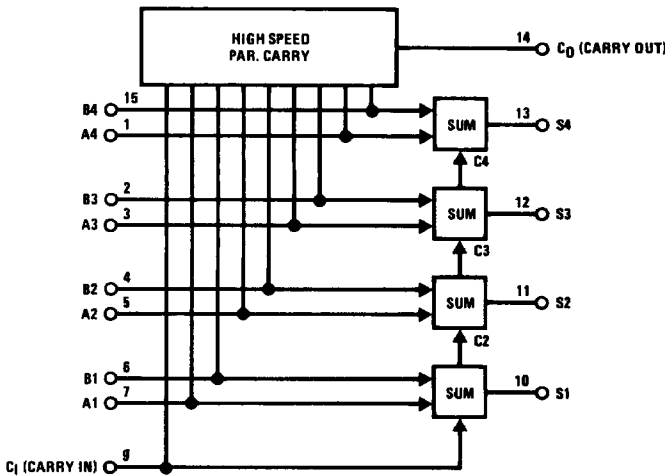 HIGH SPEED
PAR. CARRY
14
CO (CARRY OUT)
B4 15
A4 1
SUM
13
S4
C4
B3 2
A3 3
SUM
12
S3
C3
B2 4
A2 5
SUM
11
S2
C2
B1 6
A1 7
SUM
10
S1
CI (CARRY IN) 9